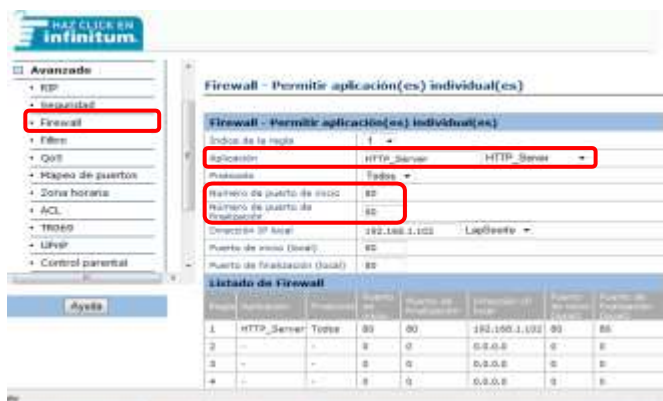 HAZ CLICK EN
infinitum
Avanzado
RIP
Seguridad
Firewall
Filtro
QoS
Mapeo de puertos
Zona horaria
ACL
TR069
UPnP
Control parental
Ayuda
Firewall - Permitir aplicación(es) individual(es)
Firewall - Permitir aplicación(es) individual(es)
Índice de la regla 1
Aplicación HTTP_Server HTTP_Server
Protocolo Todos
Número de puerto de inicio 80
Número de puerto de finalización 80
Dirección IP local 192.168.1.102
Puerto de inicio (local) 80
Puerto de finalización (local) 80
Listado de Firewall
1 HTTP_Server Todos 80 80 192.168.1.102 80 80
2 - - 0 0 0.0.0.0 0 0
3 - - 0 0 0.0.0.0 0 0
4 - - 0 0 0.0.0.0 0 0